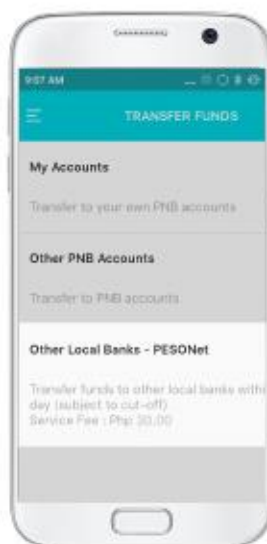 9:07 AM
TRANSFER FUNDS
My Accounts
Transfer to your own PNB accounts
Other PNB Accounts
Transfer to PNB accounts
Other Local Banks - PESONet
Transfer funds to other local banks
day (subject to cut-off)
Service Fee : Php 20.00